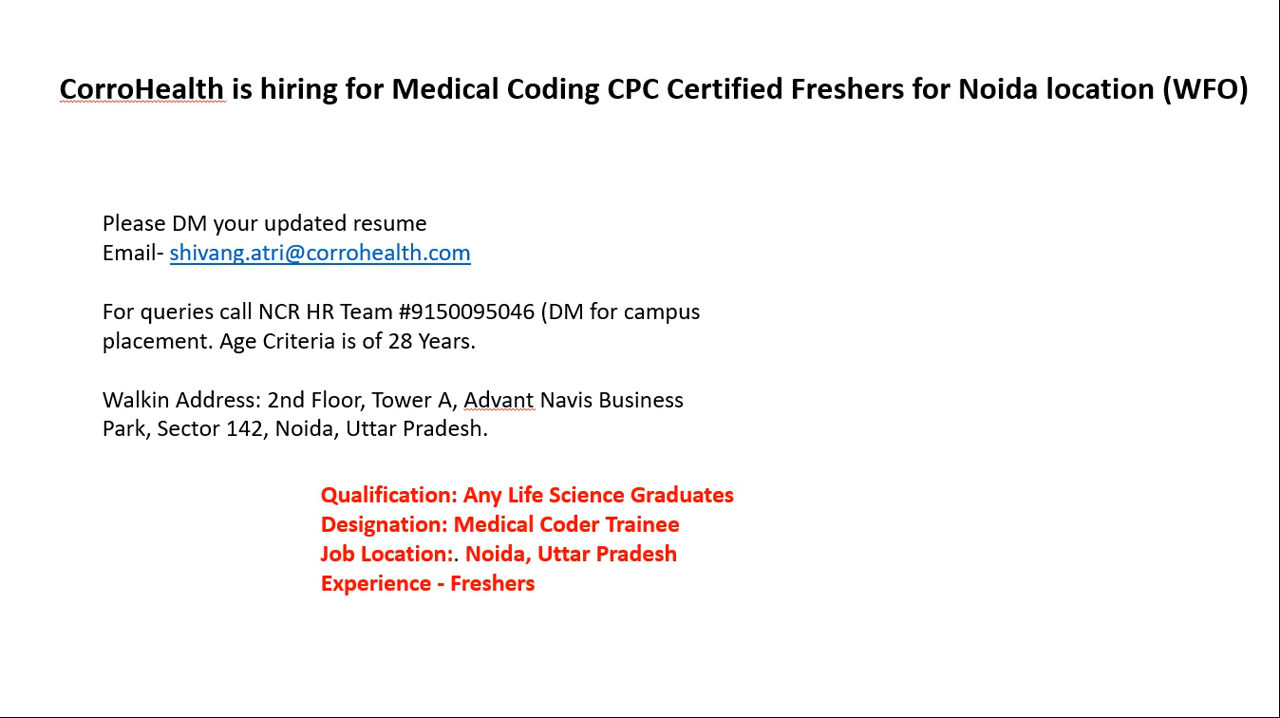 CorroHealth is hiring for Medical Coding CPC Certified Freshers for Noida location (WFO)
Please DM your updated resume
Email- shivang.atri@corrohealth.com
For queries call NCR HR Team #9150095046 (DM for campus
placement. Age Criteria is of 28 Years.
Walkin Address: 2nd Floor, Tower A, Advant Navis Business
Park, Sector 142, Noida, Uttar Pradesh.
Qualification: Any Life Science Graduates
Designation: Medical Coder Trainee
Job Location:. Noida, Uttar Pradesh
Experience - Freshers